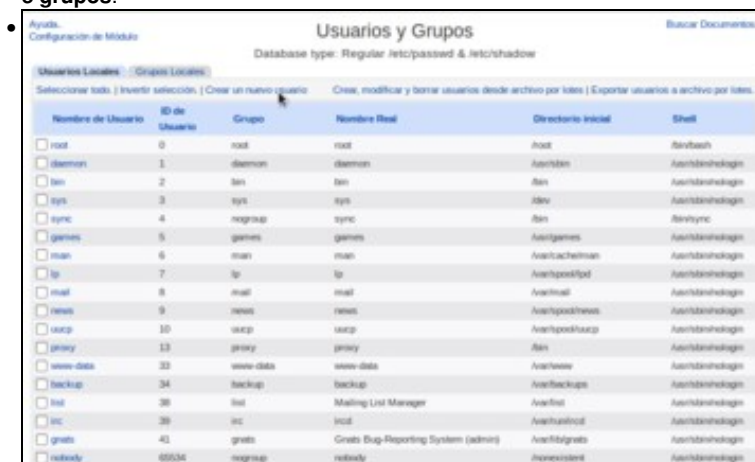 o grupos.
Ayuda.
Configuración de Módulo
Usuarios y Grupos
Buscar Documentos
Database type: Regular /etc/passwd & /etc/shadow
Usuarios Locales Grupos Locales
Seleccionar todo. | Invertir selección. | Crear un nuevo usuario Crear, modificar y borrar usuarios desde archivo por lotes | Exportar usuarios a archivo por lotes.
Nombre de Usuario ID de Usuario Grupo Nombre Real Directorio inicial Shell
root 0 root root /root /bin/bash
daemon 1 daemon daemon /usr/sbin /usr/sbin/nologin
bin 2 bin bin /bin /usr/sbin/nologin
sys 3 sys sys /dev /usr/sbin/nologin
sync 4 nogroup sync /bin /bin/sync
games 5 games games /usr/games /usr/sbin/nologin
man 6 man man /var/cache/man /usr/sbin/nologin
lp 7 lp lp /var/spool/lpd /usr/sbin/nologin
mail 8 mail mail /var/mail /usr/sbin/nologin
news 9 news news /var/spool/news /usr/sbin/nologin
uucp 10 uucp uucp /var/spool/uucp /usr/sbin/nologin
proxy 13 proxy proxy /bin /usr/sbin/nologin
www-data 33 www-data www-data /var/www /usr/sbin/nologin
backup 34 backup backup /var/backups /usr/sbin/nologin
list 38 list Mailing List Manager /var/list /usr/sbin/nologin
irc 39 irc ircd /var/run/ircd /usr/sbin/nologin
gnats 41 gnats Gnats Bug-Reporting System (admin) /var/lib/gnats /usr/sbin/nologin
nobody 65534 nogroup nobody /nonexistent /usr/sbin/nologin